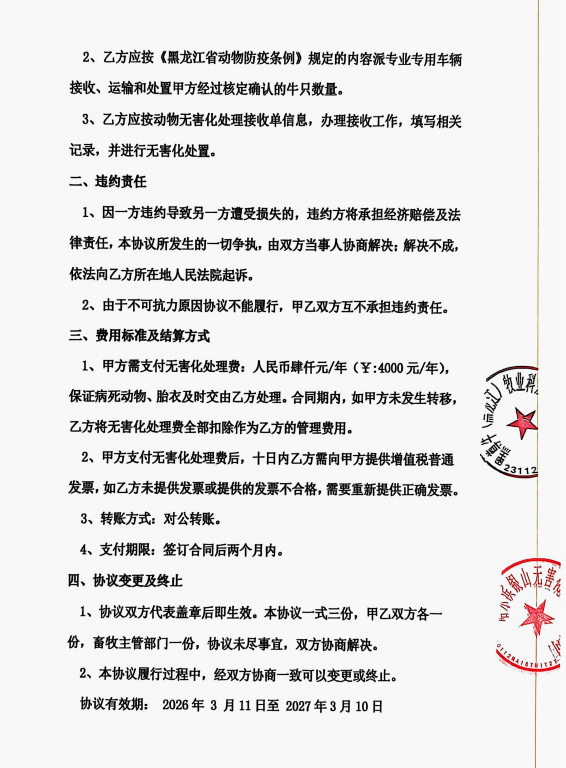 2、乙方应按《黑龙江省动物防疫条例》规定的内容派专业专用车辆
接收、运输和处置甲方经过核定确认的牛只数量。
3、乙方应按动物无害化处理接收单信息，办理接收工作，填写相关
记录，并进行无害化处置。
二、违约责任
1、因一方违约导致另一方遭受损失的，违约方将承担经济赔偿及法
律责任，本协议所发生的一切争执，由双方当事人协商解决；解决不成，
依法向乙方所在地人民法院起诉。
2、由于不可抗力原因协议不能履行，甲乙双方互不承担违约责任。
三、费用标准及结算方式
1、甲方需支付无害化处理费：人民币肆仟元/年（￥:4000 元/年），
保证病死动物、胎衣及时交由乙方处理。合同期内，如甲方未发生转移，
乙方将无害化处理费全部扣除作为乙方的管理费用。
2、甲方支付无害化处理费后，十日内乙方需向甲方提供增值税普通
发票，如乙方未提供发票或提供的发票不合格，需要重新提供正确发票。
3、转账方式：对公转账。
4、支付期限：签订合同后两个月内。
四、协议变更及终止
1、协议双方代表盖章后即生效。本协议一式三份，甲乙双方各一
份，畜牧主管部门一份，协议未尽事宜，双方协商解决。
2、本协议履行过程中，经双方协商一致可以变更或终止。
协议有效期： 2026 年 3 月 11 日至 2027 年 3 月 10 日
（黑龙江）牧业科
23112
山无害